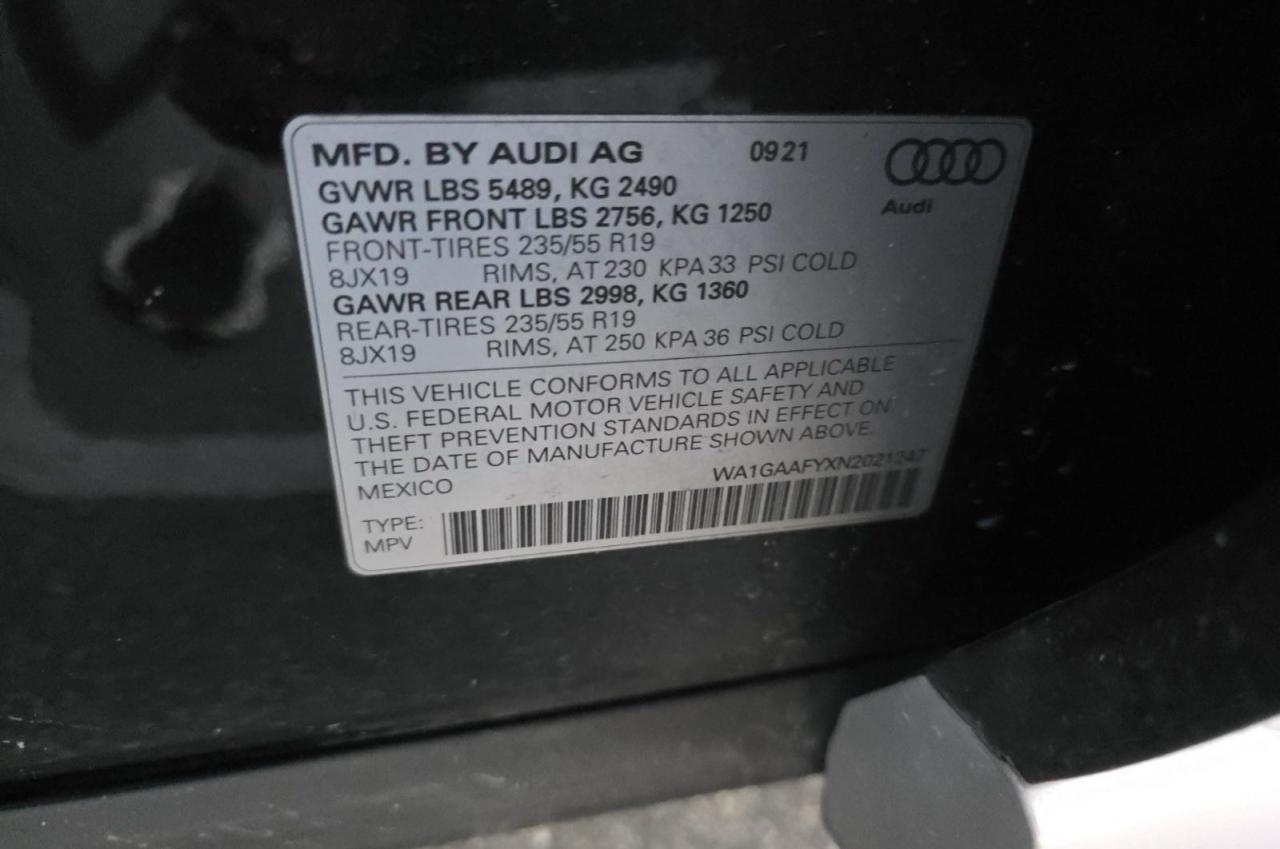 MFD. BY AUDI AG 09 21
GVWR LBS 5489, KG 2490
Audi
GAWR FRONT LBS 2756, KG 1250
FRONT-TIRES 235/55 R19
8JX19 RIMS, AT 230 KPA 33 PSI COLD
GAWR REAR LBS 2998, KG 1360
REAR-TIRES 235/55 R19
8JX19 RIMS, AT 250 KPA 36 PSI COLD
THIS VEHICLE CONFORMS TO ALL APPLICABLE
U.S. FEDERAL MOTOR VEHICLE SAFETY AND
THEFT PREVENTION STANDARDS IN EFFECT ON
THE DATE OF MANUFACTURE SHOWN ABOVE.
MEXICO WA1GAAFYXN2021247
TYPE:
MPV